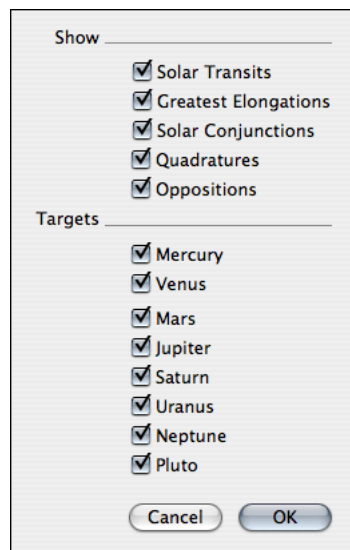 Show
Solar Transits
Greatest Elongations
Solar Conjunctions
Quadratures
Oppositions
Targets
Mercury
Venus
Mars
Jupiter
Saturn
Uranus
Neptune
Pluto
Cancel OK